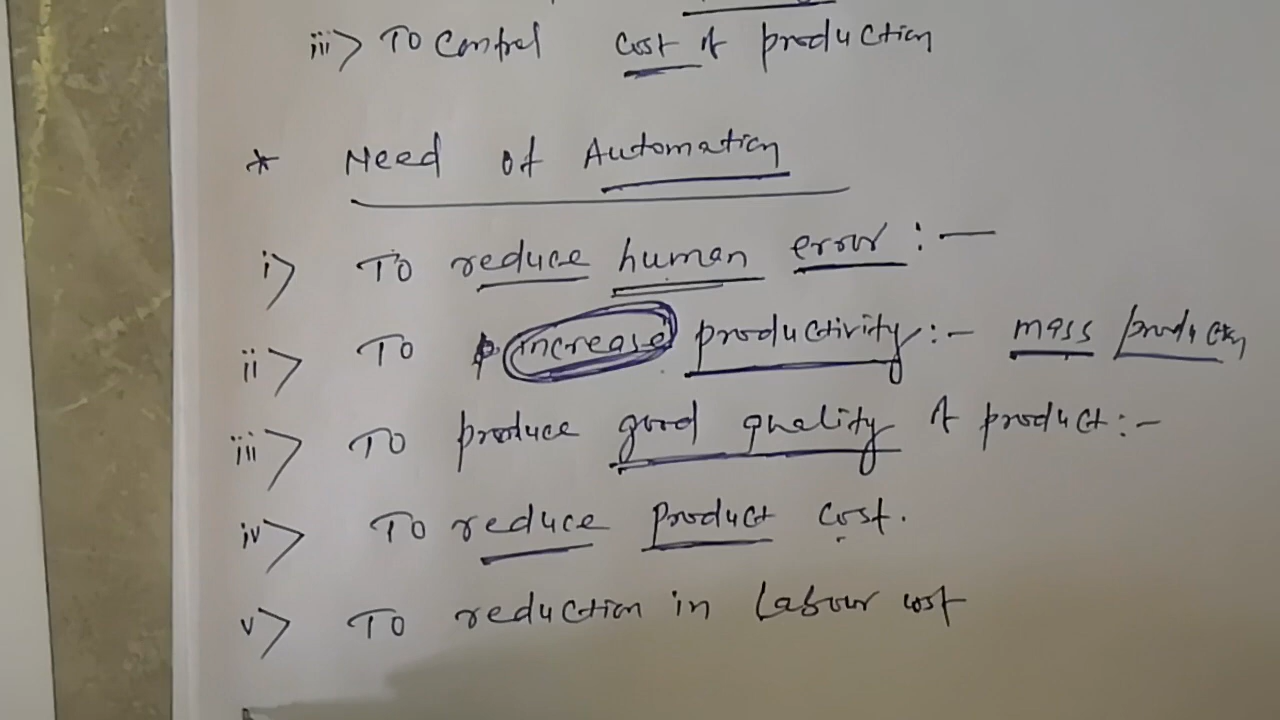 iii> To Control cost of production
* Need of Automation
i> To reduce human error :-
ii> To increase productivity :- mass production
iii> To produce good quality of product :-
iv> To reduce product cost.
v> To reduction in Labour cost